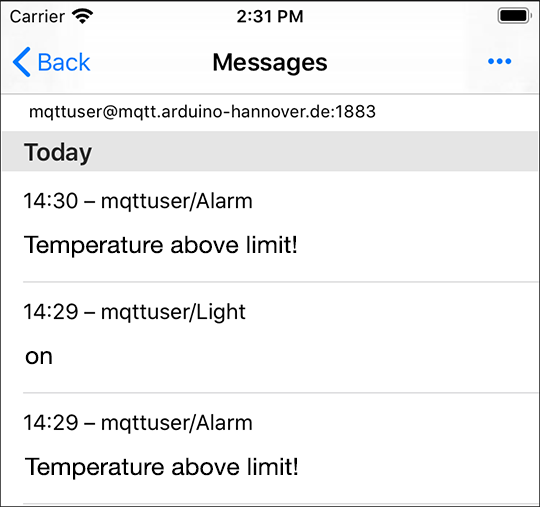 Carrier 2:31 PM
Back Messages •••
mqttuser@mqtt.arduino-hannover.de:1883
Today
14:30 – mqttuser/Alarm
Temperature above limit!
14:29 – mqttuser/Light
on
14:29 – mqttuser/Alarm
Temperature above limit!